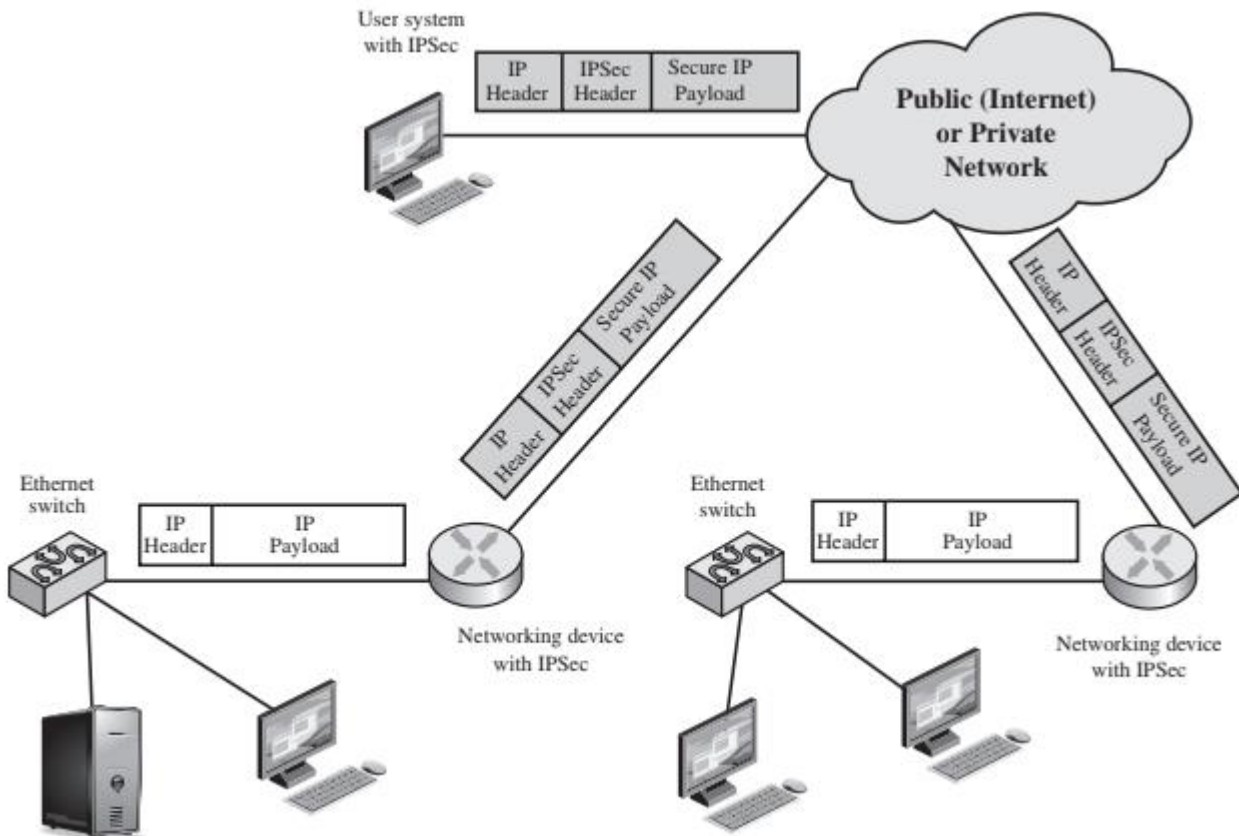 User system
with IPSec
IP
Header
IPSec
Header
Secure IP
Payload
Public (Internet)
or Private
Network
IP
Header
IPSec
Header
Secure IP
Payload
IP
Header
IPSec
Header
Secure IP
Payload
Ethernet
switch
IP
Header
IP
Payload
Networking device
with IPSec
Ethernet
switch
IP
Header
IP
Payload
Networking device
with IPSec